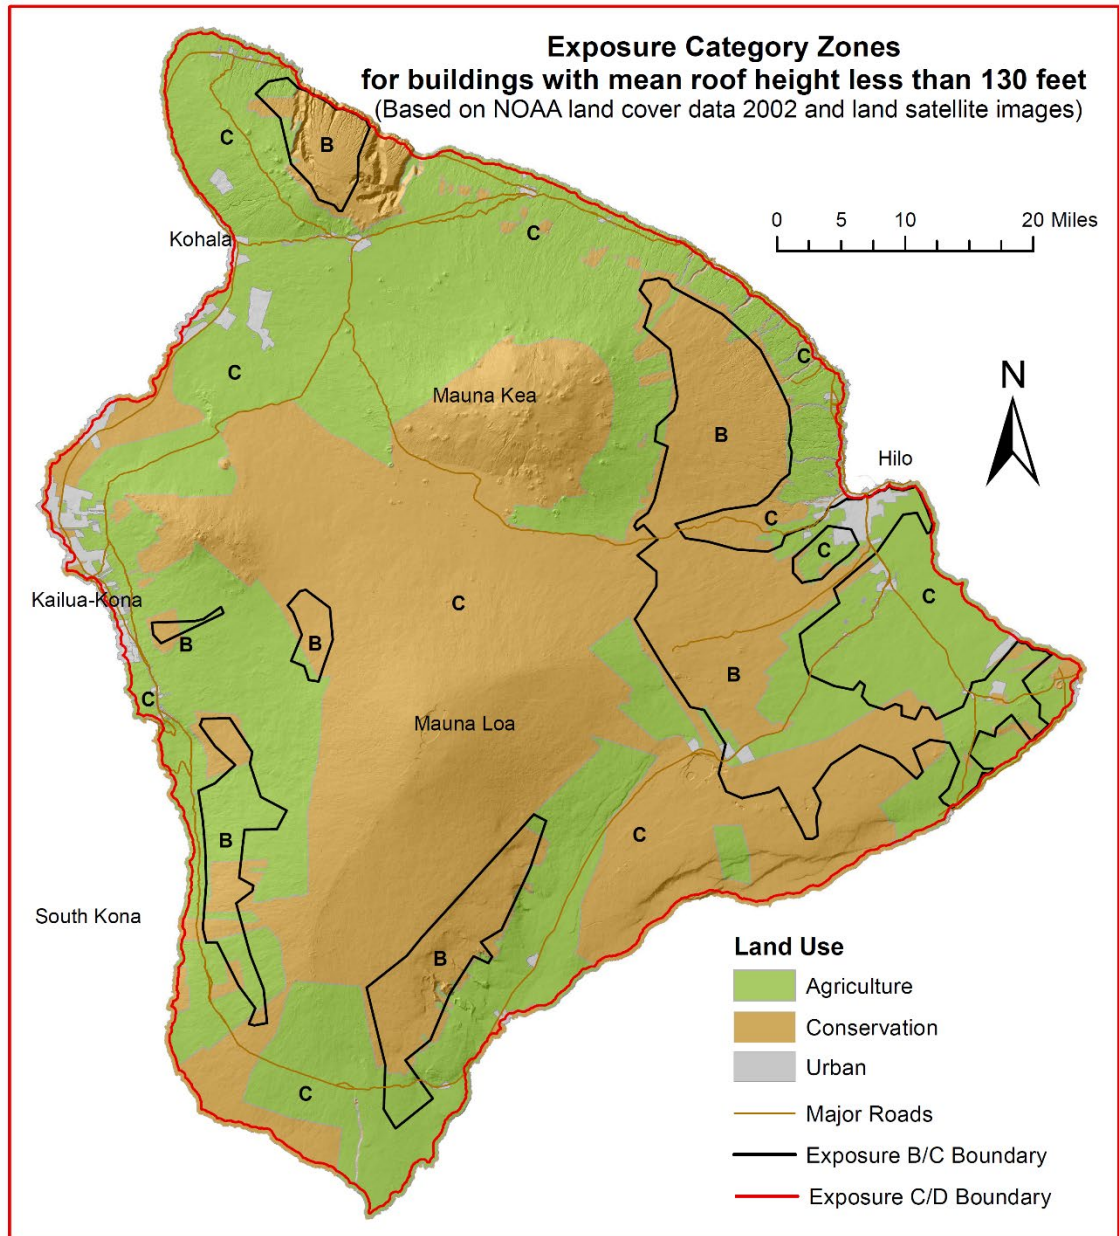 Exposure Category Zones
for buildings with mean roof height less than 130 feet
(Based on NOAA land cover data 2002 and land satellite images)
C
B
0 5 10 20 Miles
Kohala
C
C
C
N
Mauna Kea
B
Hilo
C
C
Kailua-Kona
C
C
B
B
B
C
Mauna Loa
C
B
South Kona
B
C
Land Use
Agriculture
Conservation
Urban
Major Roads
Exposure B/C Boundary
Exposure C/D Boundary